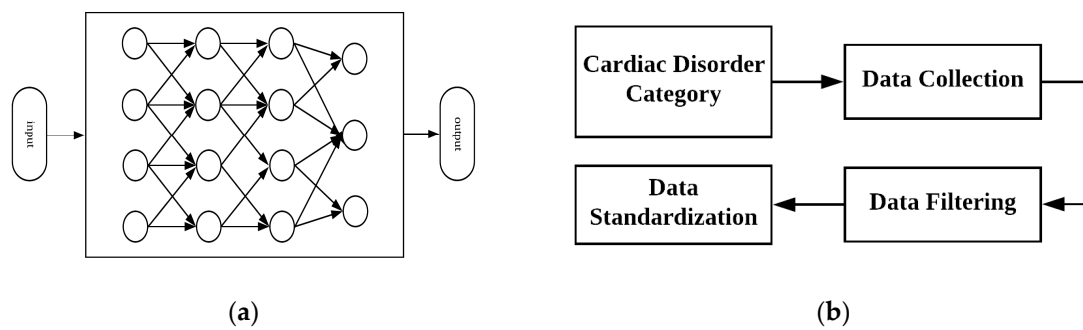 input
output
(a)
Cardiac Disorder
Category
Data Collection
Data
Standardization
Data Filtering
(b)